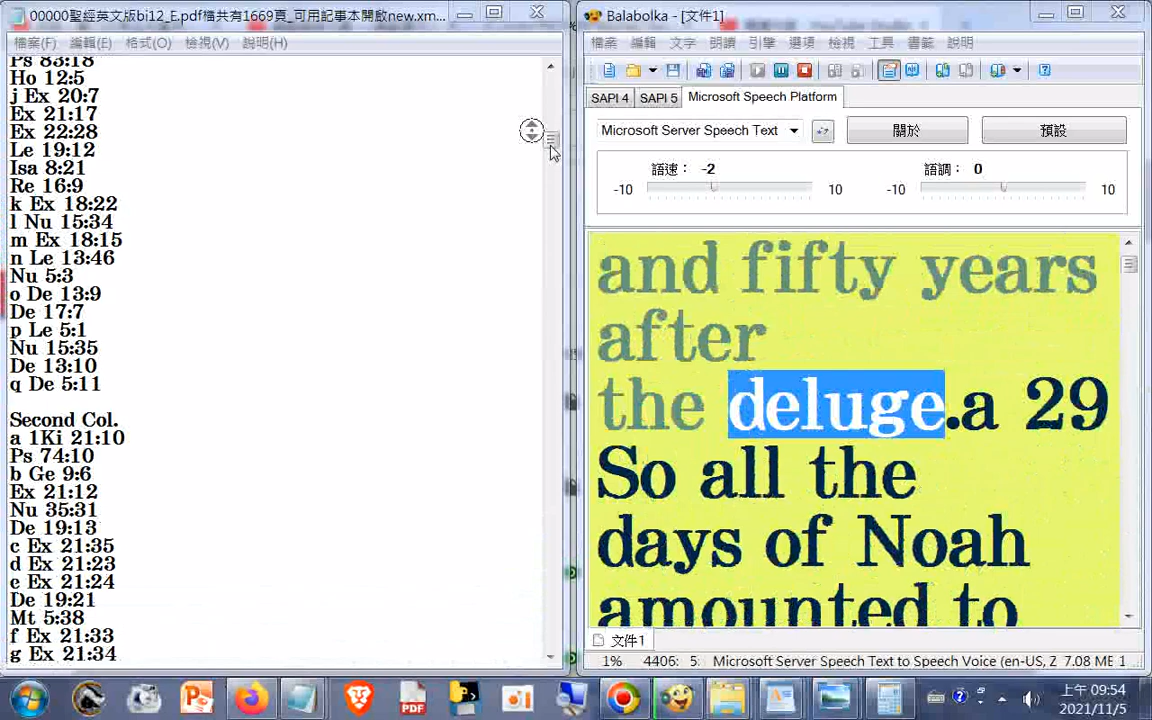 00000聖經英文版bi12_E.pdf檔共有1669頁_可用記事本開啟new.xm...
檔案(F) 編輯(E) 格式(O) 檢視(V) 說明(H)
Ps 83:18
Ho 12:5
j Ex 20:7
Ex 21:17
Ex 22:28
Le 19:12
Isa 8:21
Re 16:9
k Ex 18:22
l Nu 15:34
m Ex 18:15
n Le 13:46
Nu 5:3
o De 13:9
De 17:7
p Le 5:1
Nu 15:35
De 13:10
q De 5:11
Second Col.
a 1Ki 21:10
Ps 74:10
b Ge 9:6
Ex 21:12
Nu 35:31
De 19:13
c Ex 21:35
d Ex 21:23
e Ex 21:24
De 19:21
Mt 5:38
f Ex 21:33
g Ex 21:34
Balabolka - [文件1]
檔案 編輯 文字 朗讀 引擎 選項 檢視 工具 書籤 說明
SAPI 4 SAPI 5 Microsoft Speech Platform
Microsoft Server Speech Text 關於 預設
語速： -2 語調： 0
-10 10 -10 10
and fifty years
after
the deluge.a 29
So all the
days of Noah
amounted to
文件1
1% 4406: 5: Microsoft Server Speech Text to Speech Voice (en-US, Z 7.08 ME 1
PDF
上午 09:54
2021/11/5